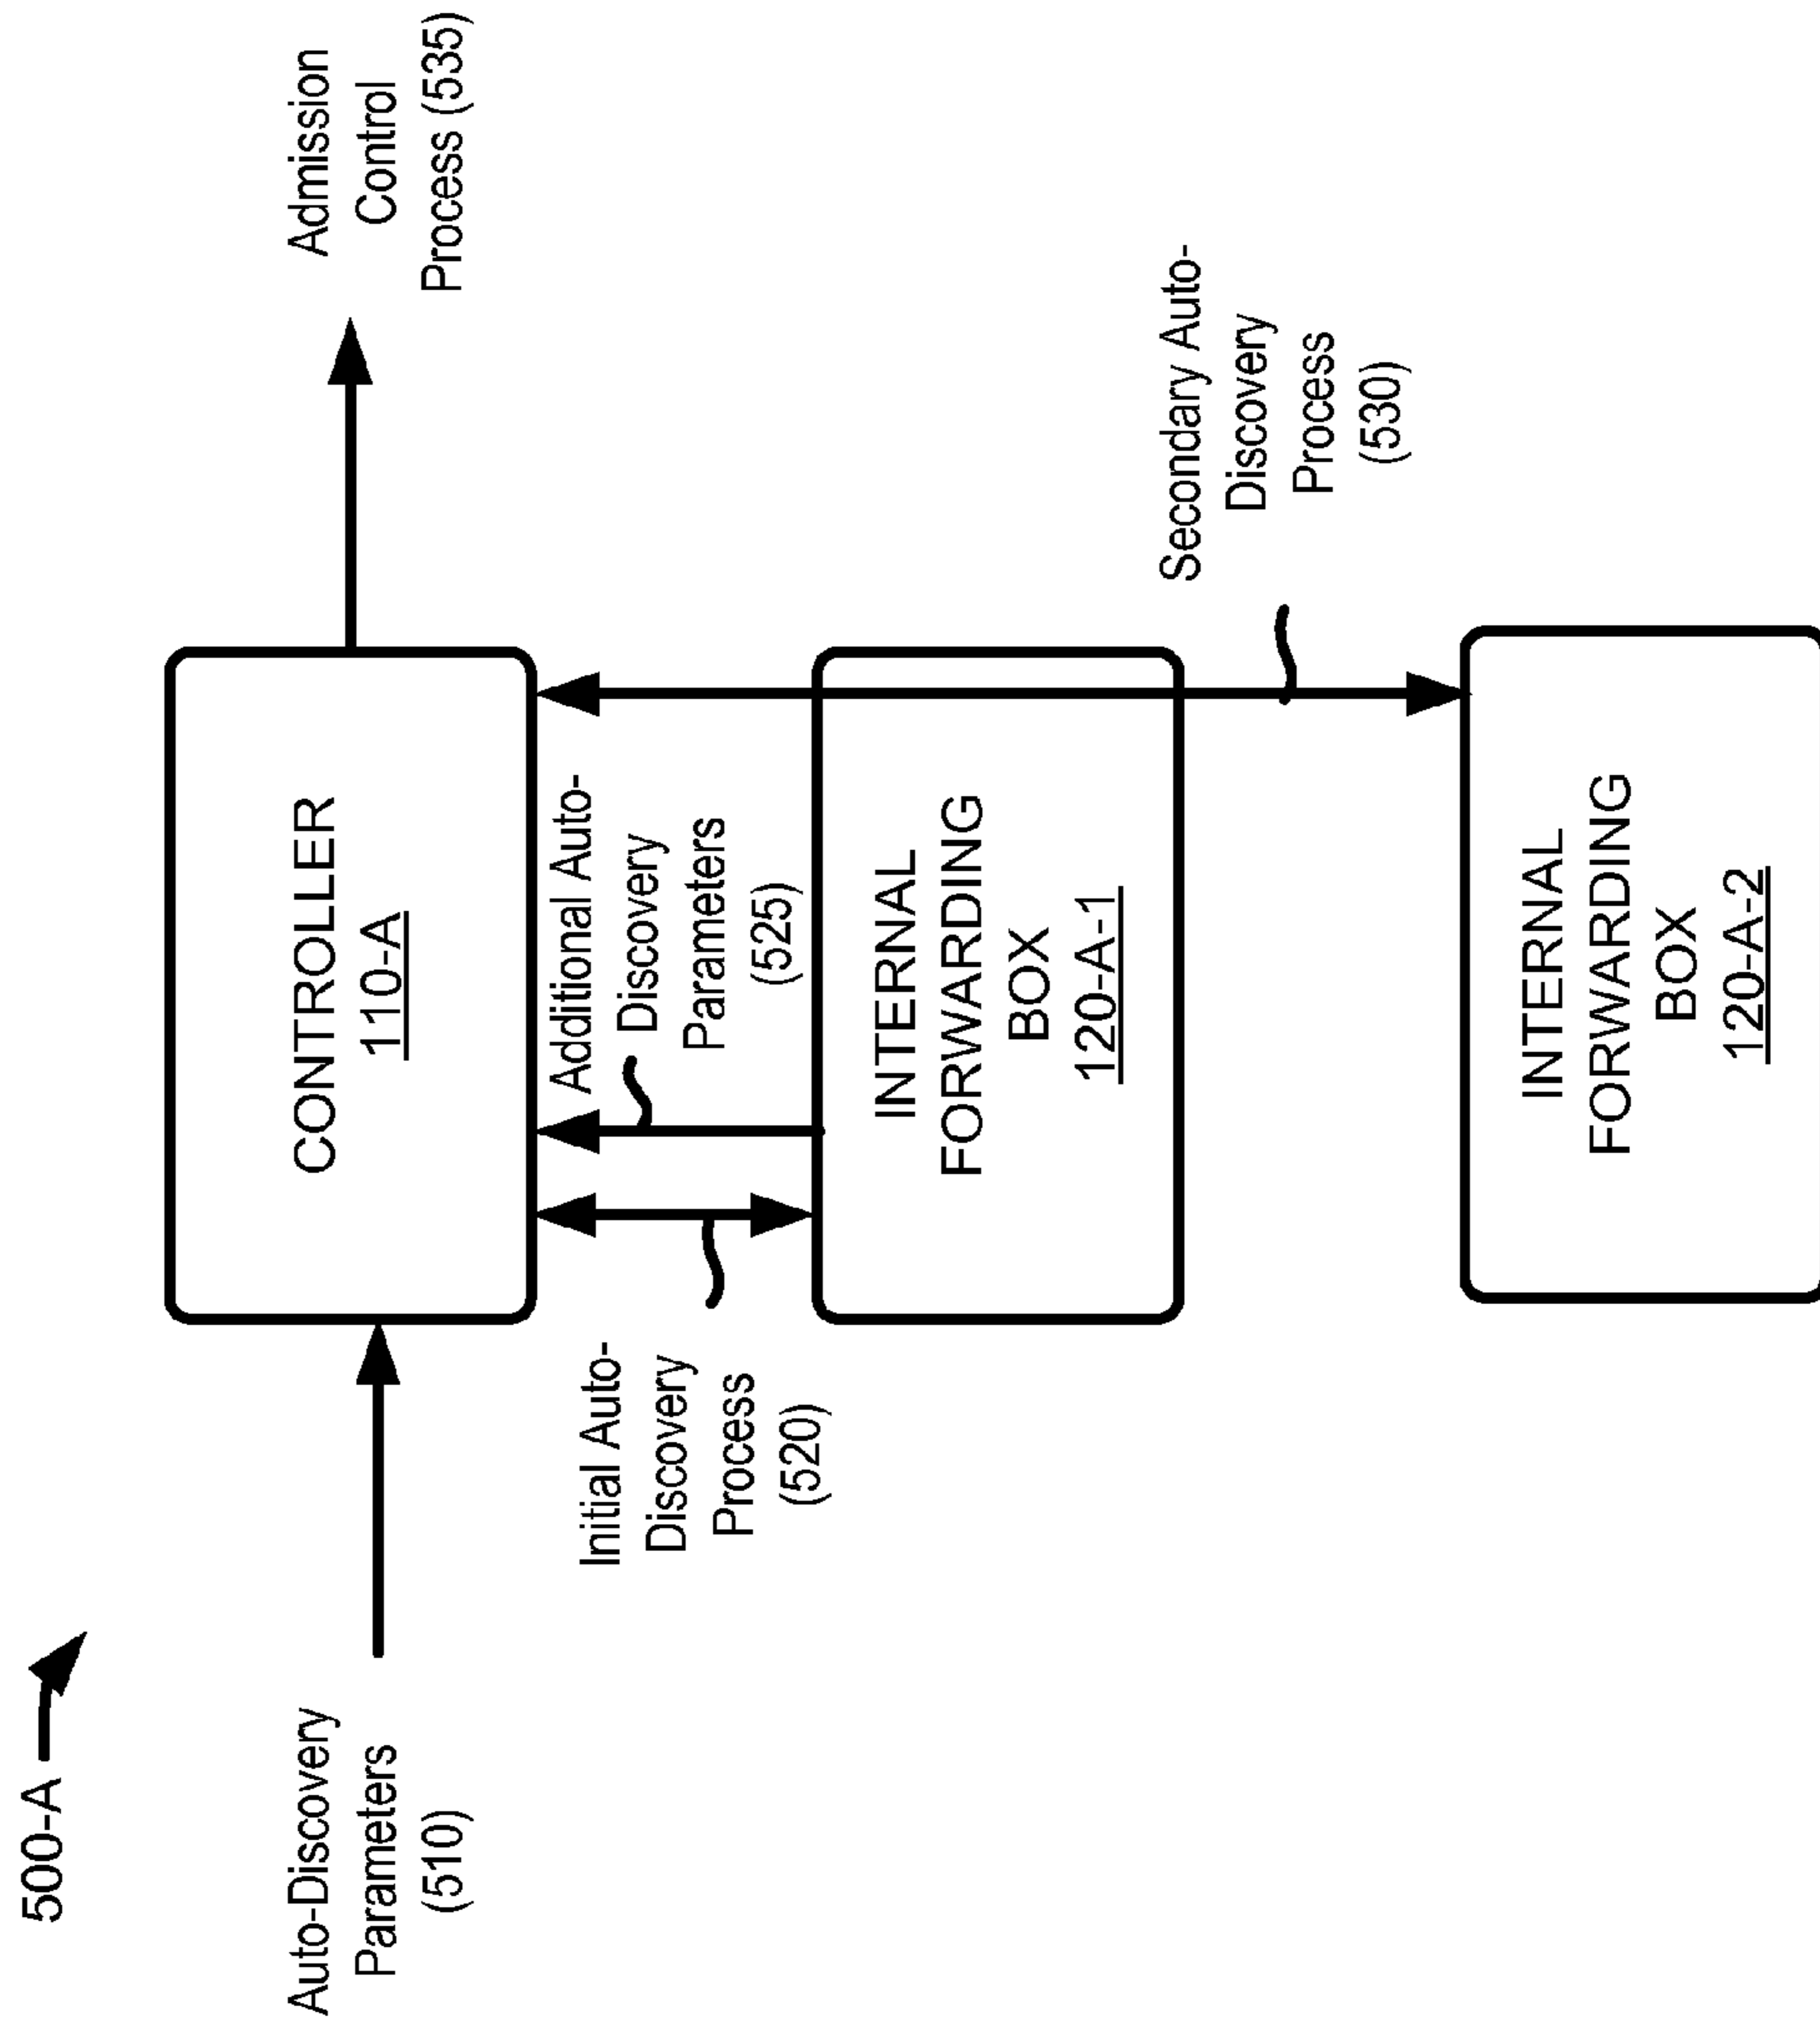 500-A
Auto-Discovery
Parameters
(510)
CONTROLLER
110-A
Admission
Control
Process (535)
Initial Auto-
Discovery
Process
(520)
Additional Auto-
Discovery
Parameters
(525)
INTERNAL
FORWARDING
BOX
120-A-1
Secondary Auto-
Discovery
Process
(530)
INTERNAL
FORWARDING
BOX
120-A-2